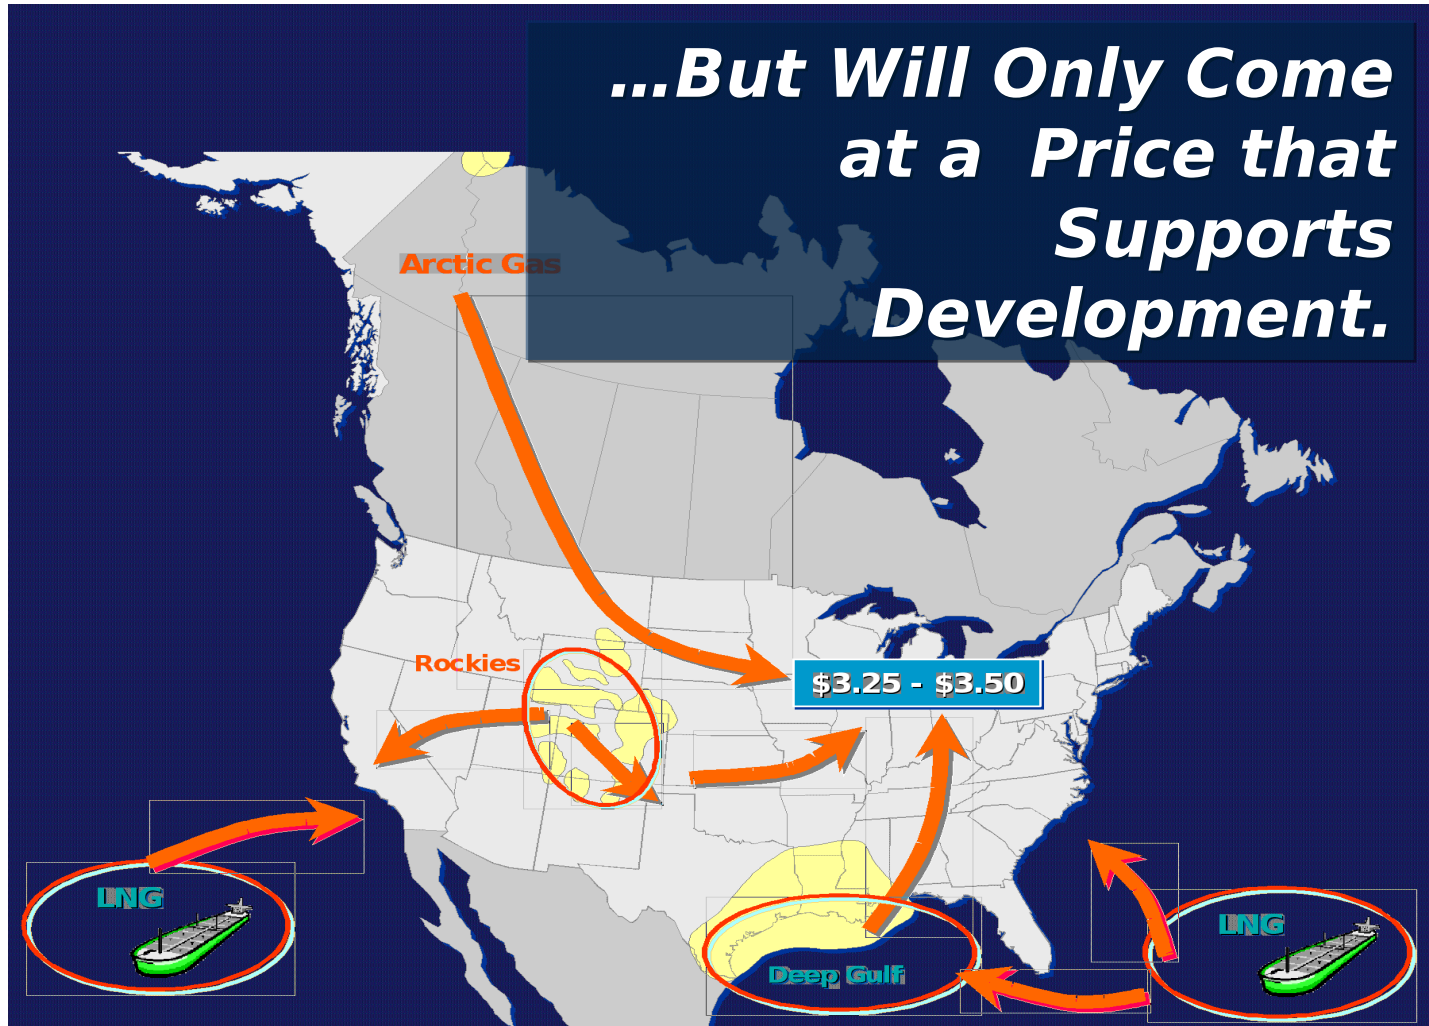 ...But Will Only Come
at a Price that
Supports
Development.
Arctic Gas
Rockies
$3.25 - $3.50
LNG
LNG
Deep Gulf